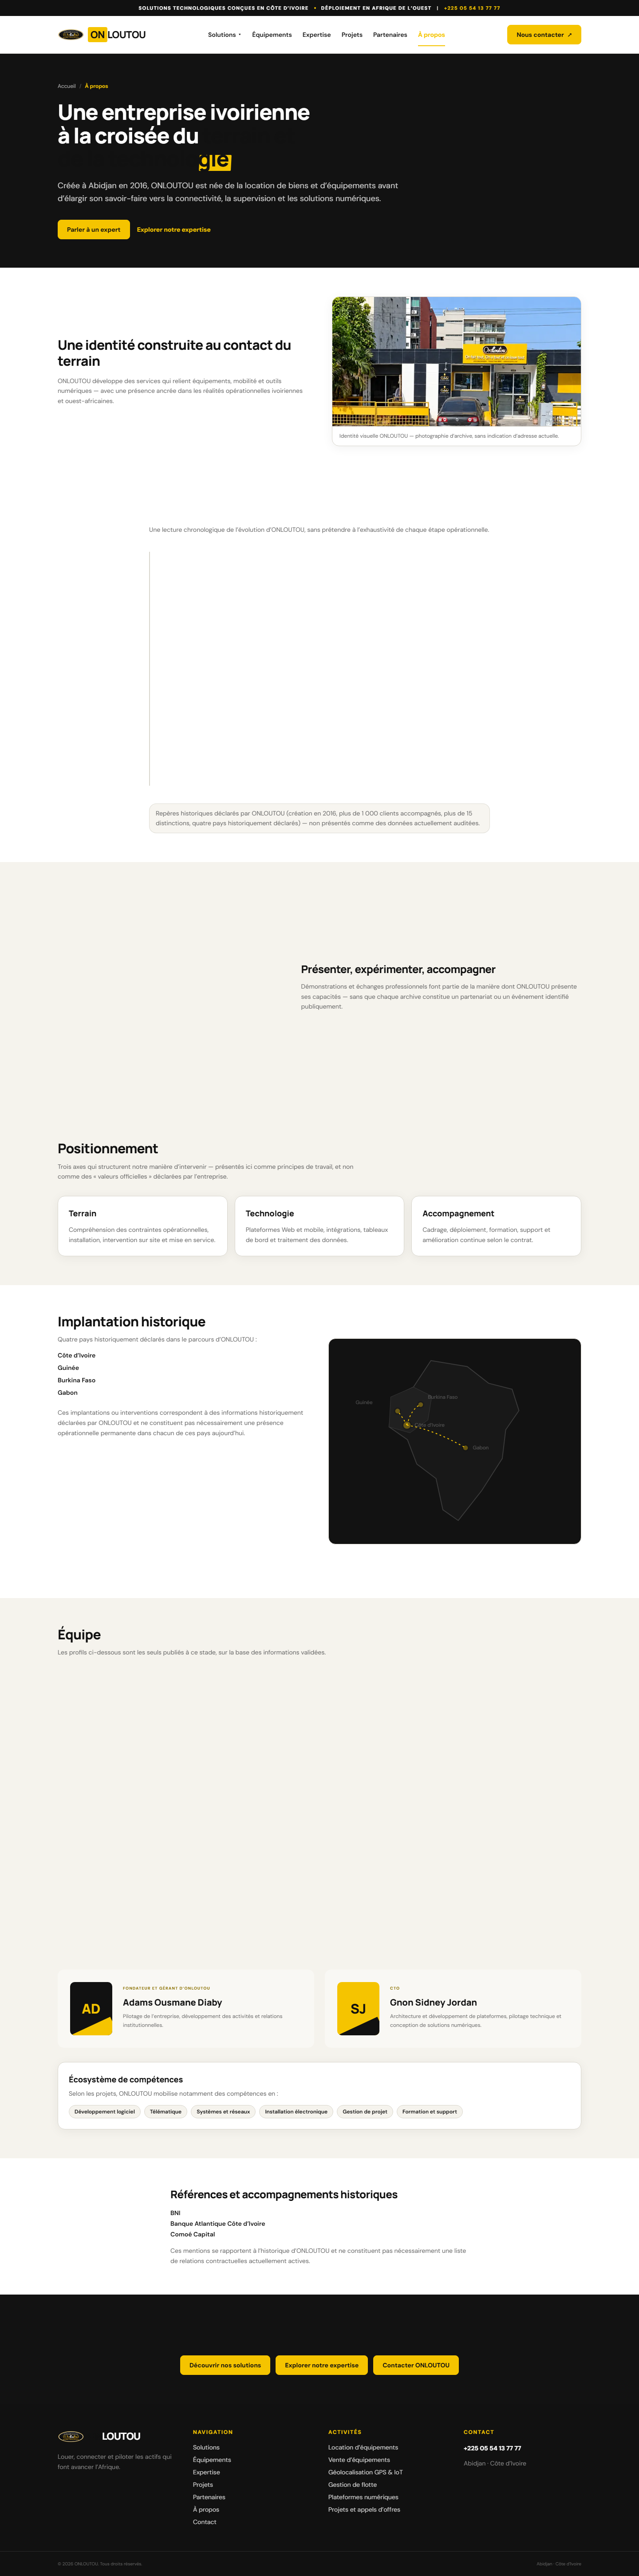 SOLUTIONS TECHNOLOGIQUES CONÇUES EN CÔTE D'IVOIRE • DÉPLOIEMENT EN AFRIQUE DE L'OUEST | +225 05 54 13 77 77
ONLOUTOU
Solutions
Équipements
Expertise
Projets
Partenaires
À propos
Nous contacter ↗
Accueil / À propos
Une entreprise ivoirienne
à la croisée du
gie
Créée à Abidjan en 2016, ONLOUTOU est née de la location de biens et d'équipements avant
d'élargir son savoir-faire vers la connectivité, la supervision et les solutions numériques.
Parler à un expert
Explorer notre expertise
Une identité construite au contact du
terrain
ONLOUTOU développe des services qui relient équipements, mobilité et outils
numériques — avec une présence ancrée dans les réalités opérationnelles ivoiriennes
et ouest-africaines.
Identité visuelle ONLOUTOU — photographie d'archive, sans indication d'adresse actuelle.
Une lecture chronologique de l'évolution d'ONLOUTOU, sans prétendre à l'exhaustivité de chaque étape opérationnelle.
Repères historiques déclarés par ONLOUTOU (création en 2016, plus de 1 000 clients accompagnés, plus de 15
distinctions, quatre pays historiquement déclarés) — non présentés comme des données actuellement auditées.
Présenter, expérimenter, accompagner
Démonstrations et échanges professionnels font partie de la manière dont ONLOUTOU présente
ses capacités — sans que chaque archive constitue un partenariat ou un événement identifié
publiquement.
Positionnement
Trois axes qui structurent notre manière d'intervenir — présentés ici comme principes de travail, et non
comme des « valeurs officielles » déclarées par l'entreprise.
Terrain
Compréhension des contraintes opérationnelles,
installation, intervention sur site et mise en service.
Technologie
Plateformes Web et mobile, intégrations, tableaux
de bord et traitement des données.
Accompagnement
Cadrage, déploiement, formation, support et
amélioration continue selon le contrat.
Implantation historique
Quatre pays historiquement déclarés dans le parcours d'ONLOUTOU :
Côte d'Ivoire
Guinée
Burkina Faso
Gabon
Ces implantations ou interventions correspondent à des informations historiquement
déclarées par ONLOUTOU et ne constituent pas nécessairement une présence
opérationnelle permanente dans chacun de ces pays aujourd'hui.
Burkina Faso
Guinée
Côte d'Ivoire
Gabon
Équipe
Les profils ci-dessous sont les seuls publiés à ce stade, sur la base des informations validées.
AD
FONDATEUR ET GÉRANT D'ONLOUTOU
Adams Ousmane Diaby
Pilotage de l'entreprise, développement des activités et relations
institutionnelles.
SJ
CTO
Gnon Sidney Jordan
Architecture et développement de plateformes, pilotage technique et
conception de solutions numériques.
Écosystème de compétences
Selon les projets, ONLOUTOU mobilise notamment des compétences en :
Développement logiciel
Télématique
Systèmes et réseaux
Installation électronique
Gestion de projet
Formation et support
Références et accompagnements historiques
BNI
Banque Atlantique Côte d'Ivoire
Comoé Capital
Ces mentions se rapportent à l'historique d'ONLOUTOU et ne constituent pas nécessairement une liste
de relations contractuelles actuellement actives.
Découvrir nos solutions
Explorer notre expertise
Contacter ONLOUTOU
LOUTOU
Louer, connecter et piloter les actifs qui
font avancer l'Afrique.
NAVIGATION
Solutions
Équipements
Expertise
Projets
Partenaires
À propos
Contact
ACTIVITÉS
Location d'équipements
Vente d'équipements
Géolocalisation GPS & IoT
Gestion de flotte
Plateformes numériques
Projets et appels d'offres
CONTACT
+225 05 54 13 77 77
Abidjan · Côte d'Ivoire
© 2026 ONLOUTOU. Tous droits réservés.
Abidjan · Côte d'Ivoire